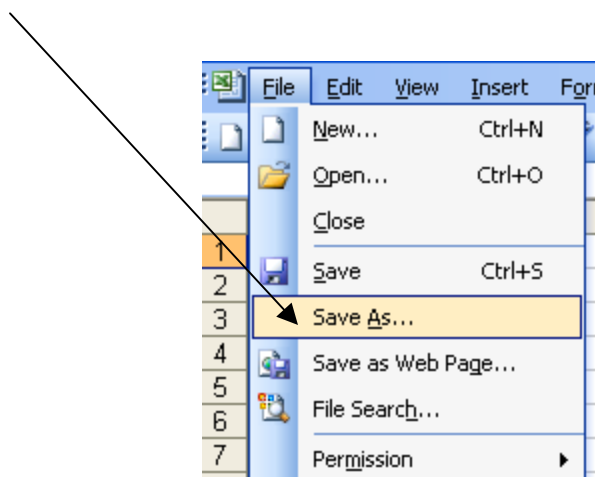 File Edit View Insert For
New... Ctrl+N
Open... Ctrl+O
Close
1
Save Ctrl+S
2
3 Save As...
4 Save as Web Page...
5
File Search...
6
7 Permission